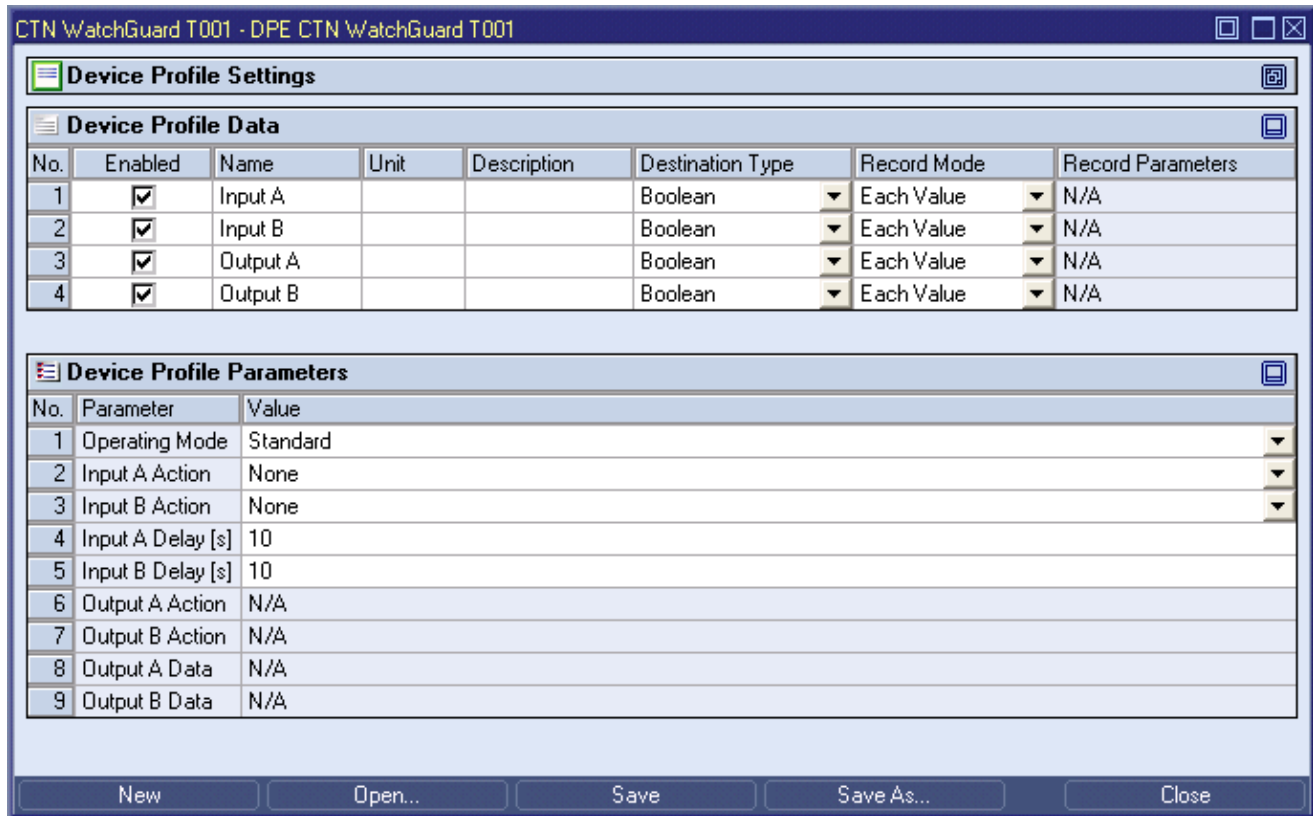 CTN WatchGuard T001 - DPE CTN WatchGuard T001
Device Profile Settings
Device Profile Data
No. Enabled Name Unit Description Destination Type Record Mode Record Parameters
1 Input A Boolean Each Value N/A
2 Input B Boolean Each Value N/A
3 Output A Boolean Each Value N/A
4 Output B Boolean Each Value N/A
Device Profile Parameters
No. Parameter Value
1 Operating Mode Standard
2 Input A Action None
3 Input B Action None
4 Input A Delay [s] 10
5 Input B Delay [s] 10
6 Output A Action N/A
7 Output B Action N/A
8 Output A Data N/A
9 Output B Data N/A
New Open... Save Save As... Close